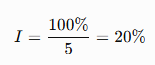 I = 100% / 5 = 20%